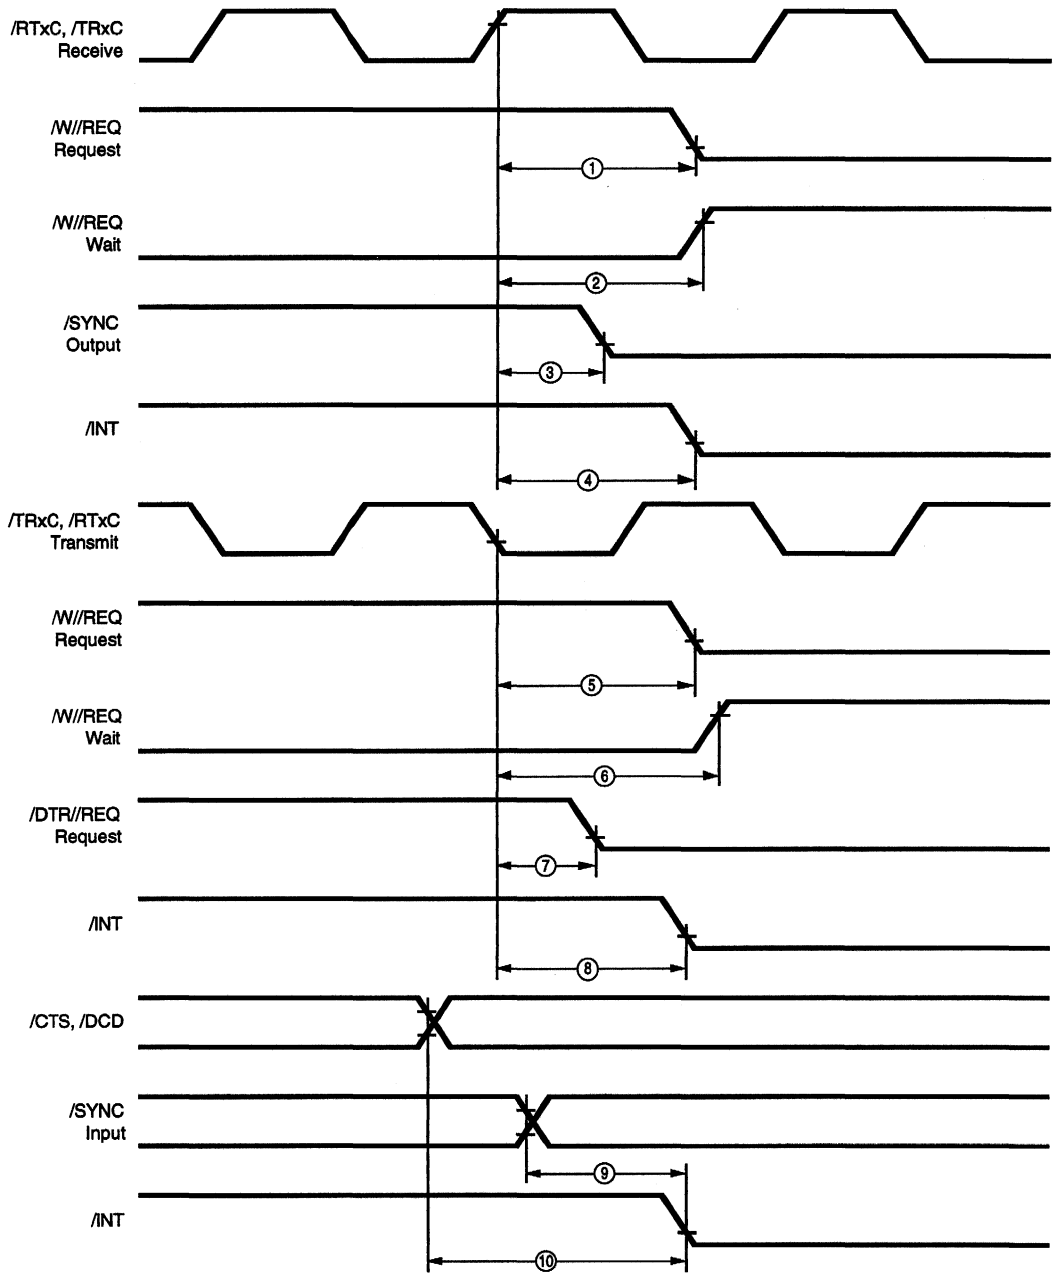 /RTxC, /TRxC
Receive
/W//REQ
Request
1
/W//REQ
Wait
2
/SYNC
Output
3
/INT
4
/TRxC, /RTxC
Transmit
/W//REQ
Request
5
/W//REQ
Wait
6
/DTR//REQ
Request
7
/INT
8
/CTS, /DCD
/SYNC
Input
9
/INT
10